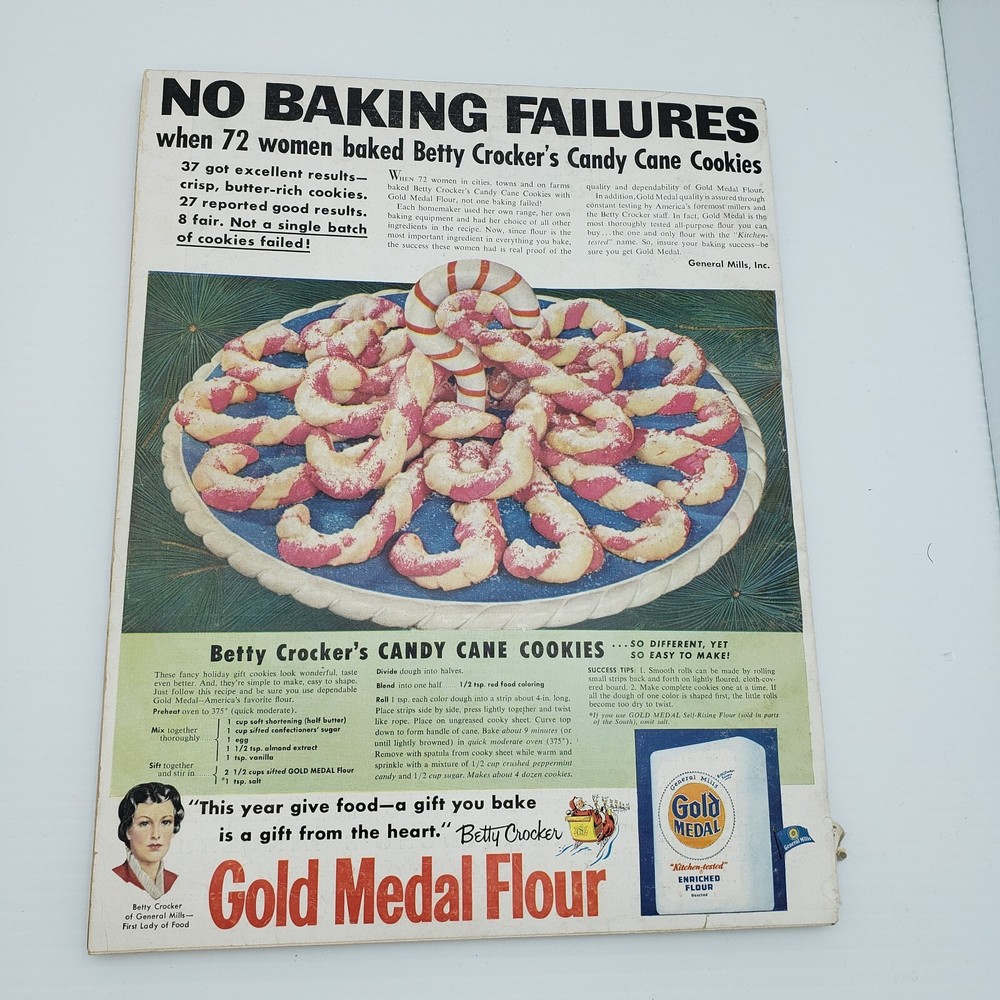 NO BAKING FAILURES
when 72 women baked Betty Crocker's Candy Cane Cookies
37 got excellent results—
crisp, butter-rich cookies.
27 reported good results.
8 fair. Not a single batch
of cookies failed!
WHEN 72 women in cities, towns and on farms
baked Betty Crocker's Candy Cane Cookies with
Gold Medal Flour, not one baking failed!
Each homemaker used her own range, her own
baking equipment and had her choice of all other
ingredients in the recipe. Now, since flour is the
most important ingredient in everything you bake,
the success these women had is real proof of the
quality and dependability of Gold Medal Flour.
In addition, Gold Medal quality is assured through
constant testing by America's foremost millers and
the Betty Crocker staff. In fact, Gold Medal is the
most thoroughly tested all-purpose flour you can
buy...the one and only flour with the "Kitchen-
tested" name. So, insure your baking success—be
sure you get Gold Medal.
General Mills, Inc.
Betty Crocker's CANDY CANE COOKIES ...SO DIFFERENT, YET
SO EASY TO MAKE!
These fancy holiday gift cookies look wonderful, taste
even better. And, they're simple to make, easy to shape.
Just follow this recipe and be sure you use dependable
Gold Medal—America's favorite flour.
Preheat oven to 375° (quick moderate).
Mix together
thoroughly
1 cup soft shortening (half butter)
1 cup sifted confectioners' sugar
1 egg
1 1/2 tsp. almond extract
1 tsp. vanilla
Sift together
and stir in
2 1/2 cups sifted GOLD MEDAL Flour
*1 tsp. salt
Divide dough into halves.
Blend into one half..... 1/2 tsp. red food coloring
Roll 1 tsp. each color dough into a strip about 4-in. long.
Place strips side by side, press lightly together and twist
like rope. Place on ungreased cooky sheet. Curve top
down to form handle of cane. Bake about 9 minutes (or
until lightly browned) in quick moderate oven (375°).
Remove with spatula from cooky sheet while warm and
sprinkle with a mixture of 1/2 cup crushed peppermint
candy and 1/2 cup sugar. Makes about 4 dozen cookies.
SUCCESS TIPS: 1. Smooth rolls can be made by rolling
small strips back and forth on lightly floured, cloth-cov-
ered board. 2. Make complete cookies one at a time. If
all the dough of one color is shaped first, the little rolls
become too dry to twist.
*If you use GOLD MEDAL Self-Rising Flour (sold in parts
of the South), omit salt.
"This year give food—a gift you bake
is a gift from the heart." Betty Crocker
Gold Medal Flour
Betty Crocker
of General Mills—
First Lady of Food
General Mills
Gold
MEDAL
"Kitchen-tested"
ENRICHED
FLOUR
Bleached
General Mills